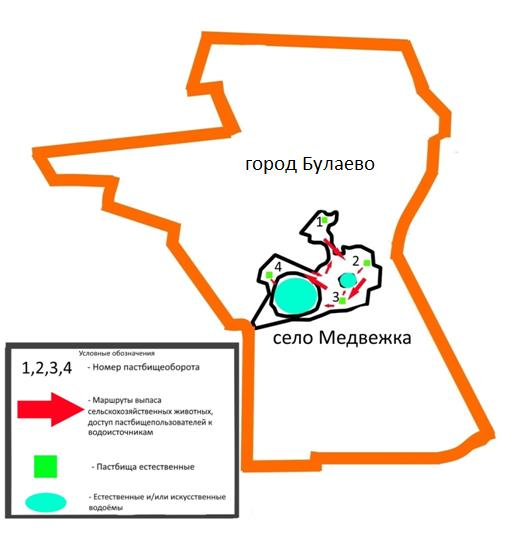 город Булаево
1
2
4
3
село Медвежка
Условные обозначения
1,2,3,4 - Номер пастбищеоборота
- Маршруты выпаса
сельскохозяйственных животных,
доступ пастбищепользователей к
водоисточникам
- Пастбища естественные
- Естественные и/или искусственные
водоёмы